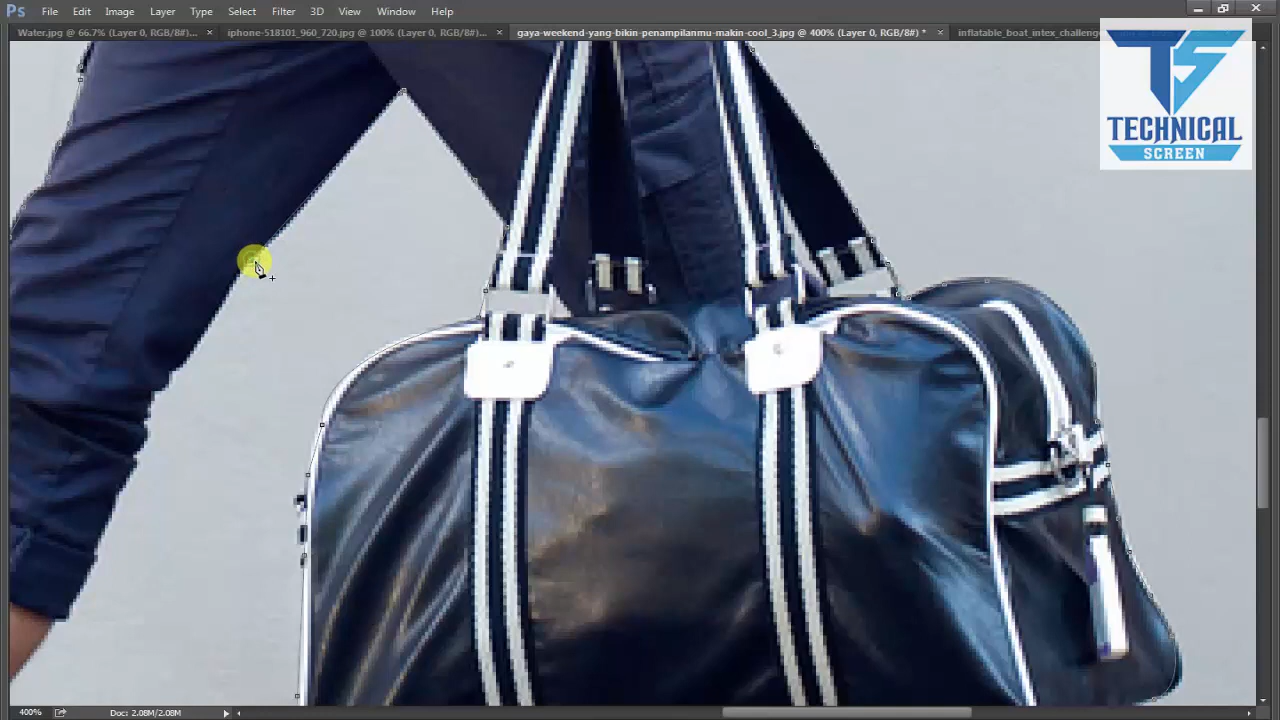 Ps File Edit Image Layer Type Select Filter 3D View Window Help
Water.jpg @ 66.7% (Layer 0, RGB/8#)... × iphone-518101_960_720.jpg @ 100% (Layer 0, RGB/8#)... × gaya-weekend-yang-bikin-penampilanmu-makin-cool_3.jpg @ 400% (Layer 0, RGB/8#) * × inflatable_boat_intex_challeng
TS
TECHNICAL
SCREEN
400% Doc: 2.08M/2.08M